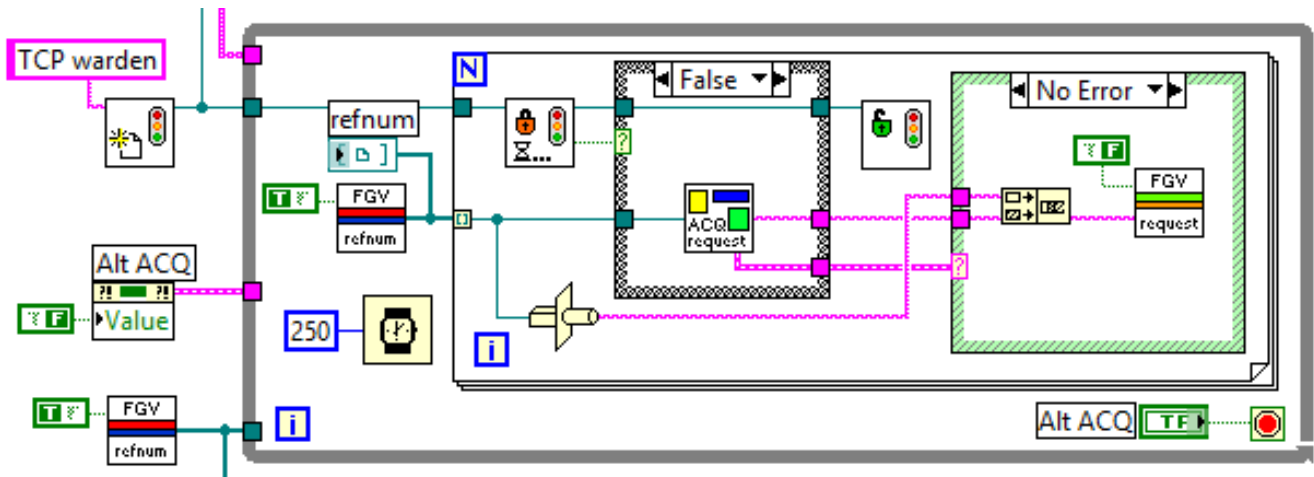 TCP warden
N
False
No Error
refnum
T
FGV
refnum
F
FGV
request
ACQ
request
Alt ACQ
?! ?!
F
Value
250
i
T
FGV
refnum
i
Alt ACQ
TF
?
?